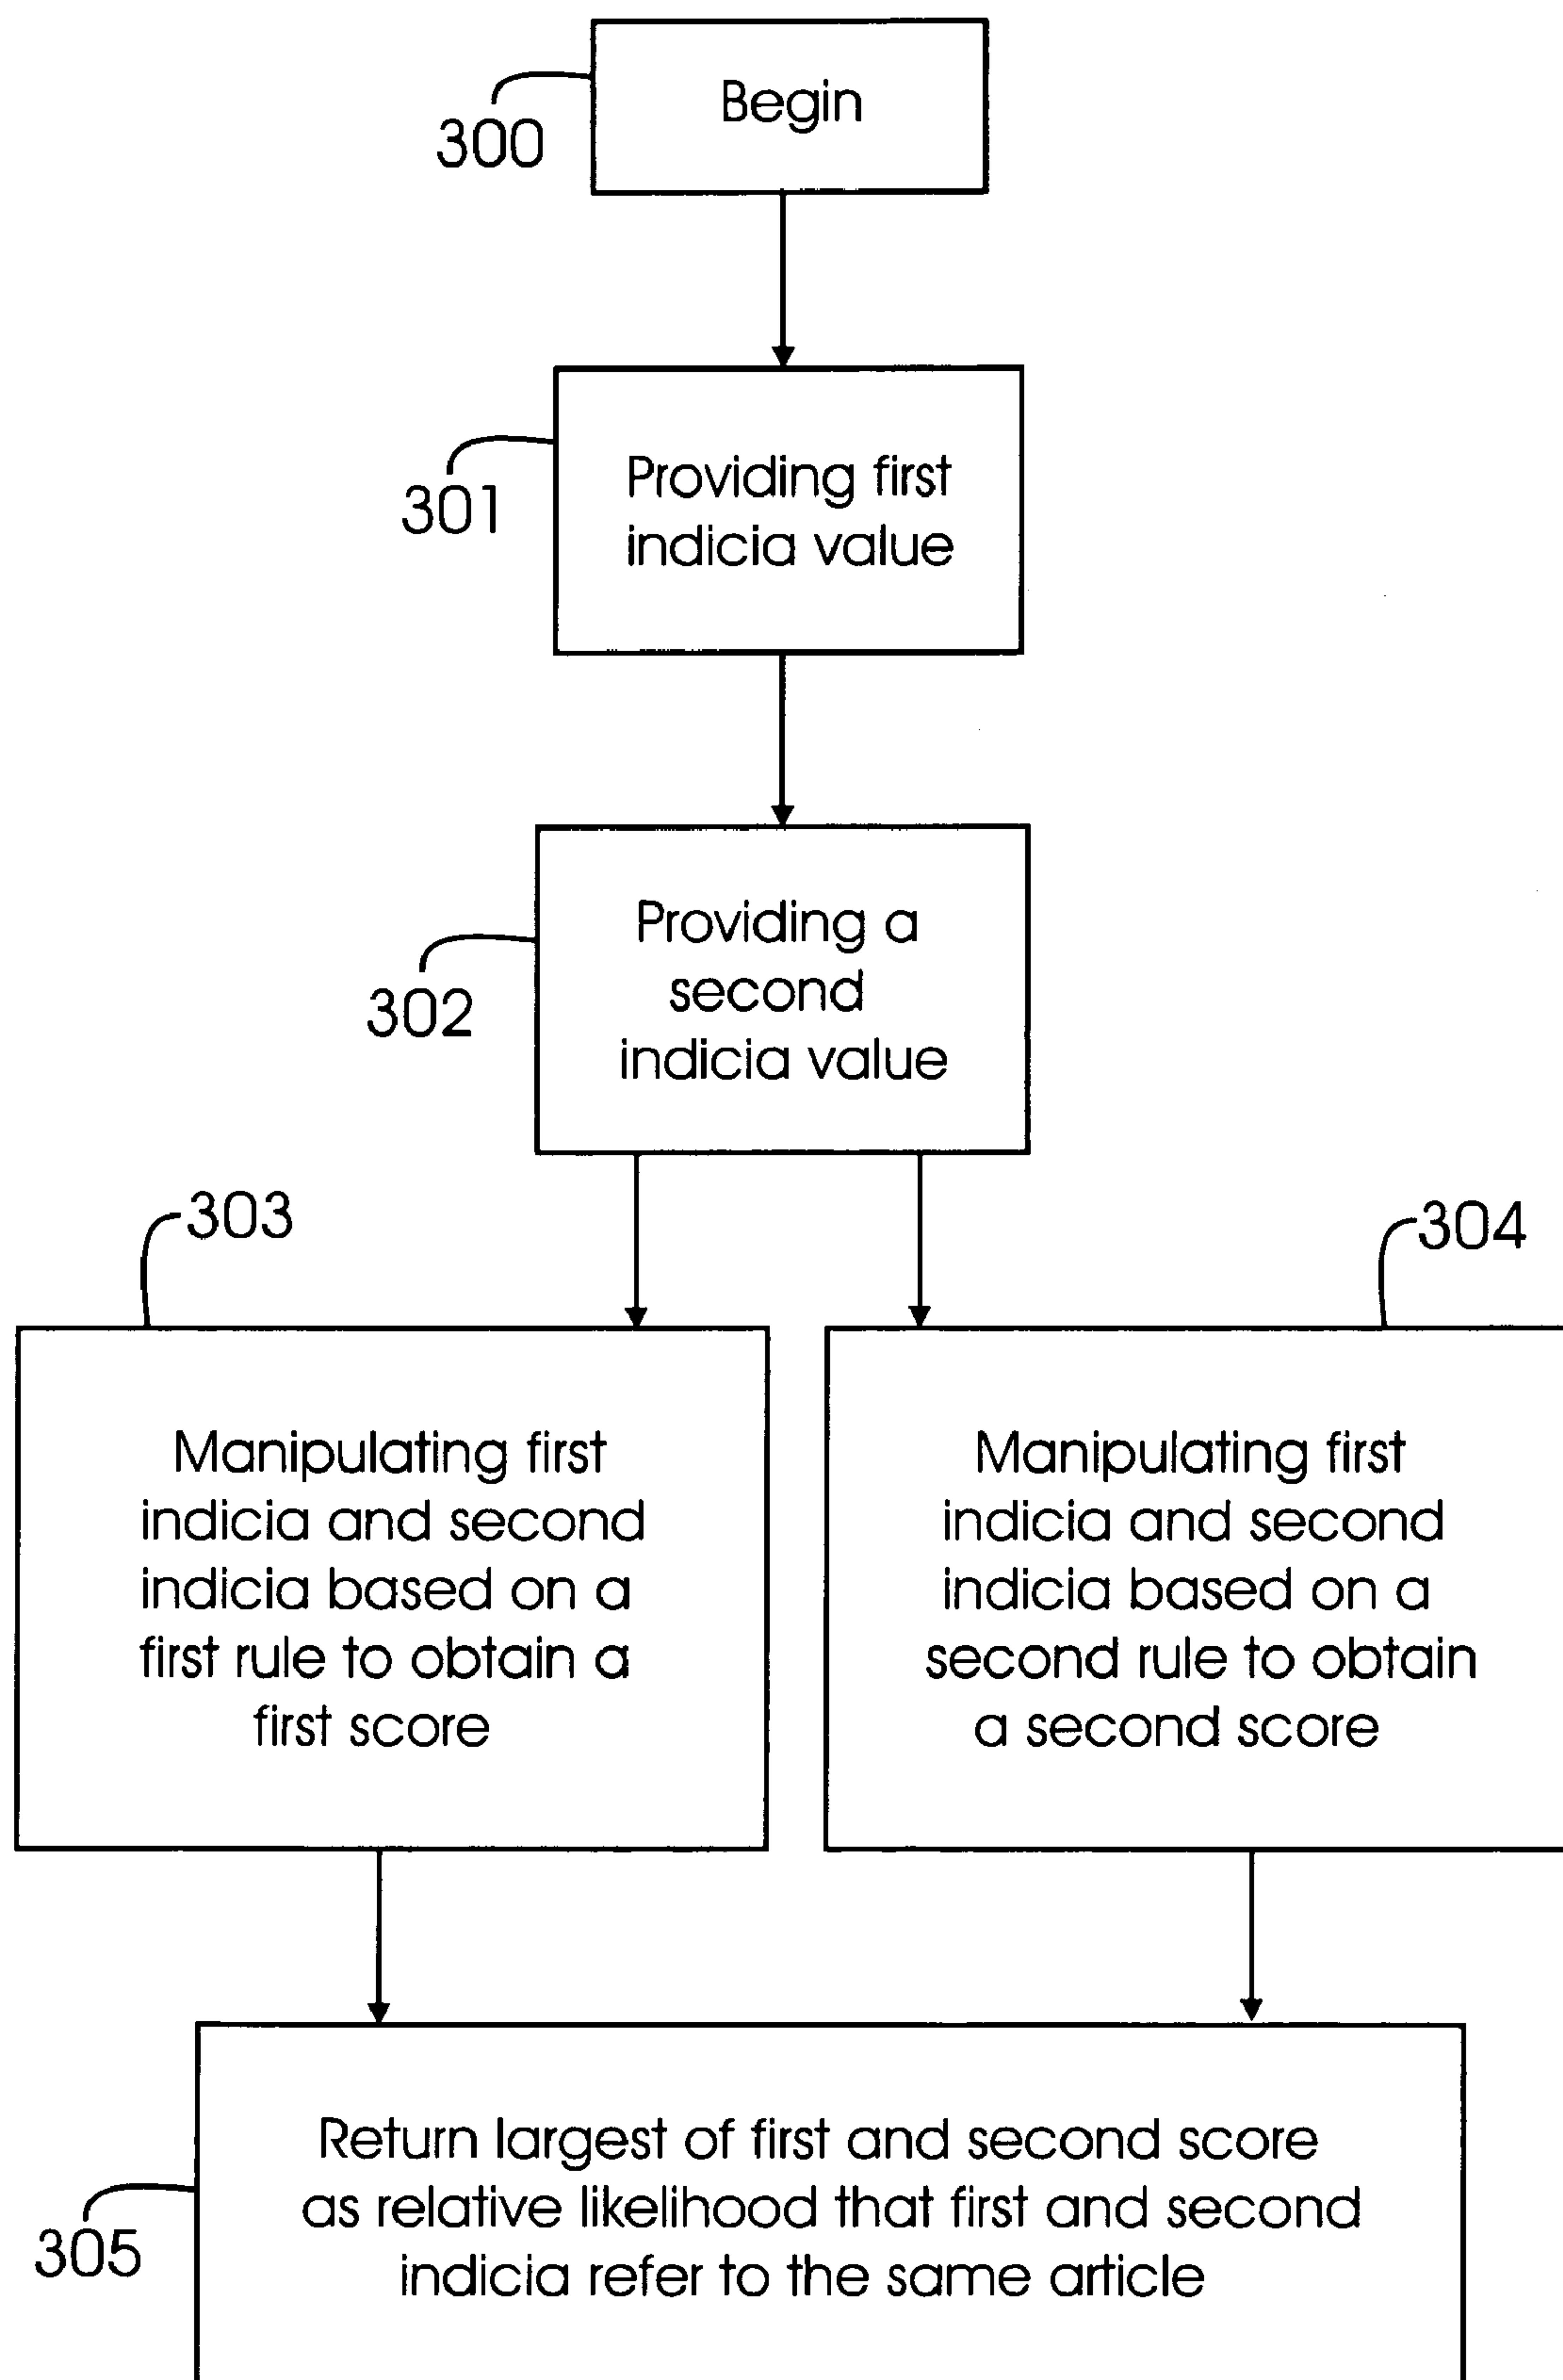 Begin
300
Providing first
indicia value
301
Providing a
second
indicia value
302
303
304
Manipulating first
indicia and second
indicia based on a
first rule to obtain a
first score
Manipulating first
indicia and second
indicia based on a
second rule to obtain
a second score
Return largest of first and second score
as relative likelihood that first and second
indicia refer to the same article
305